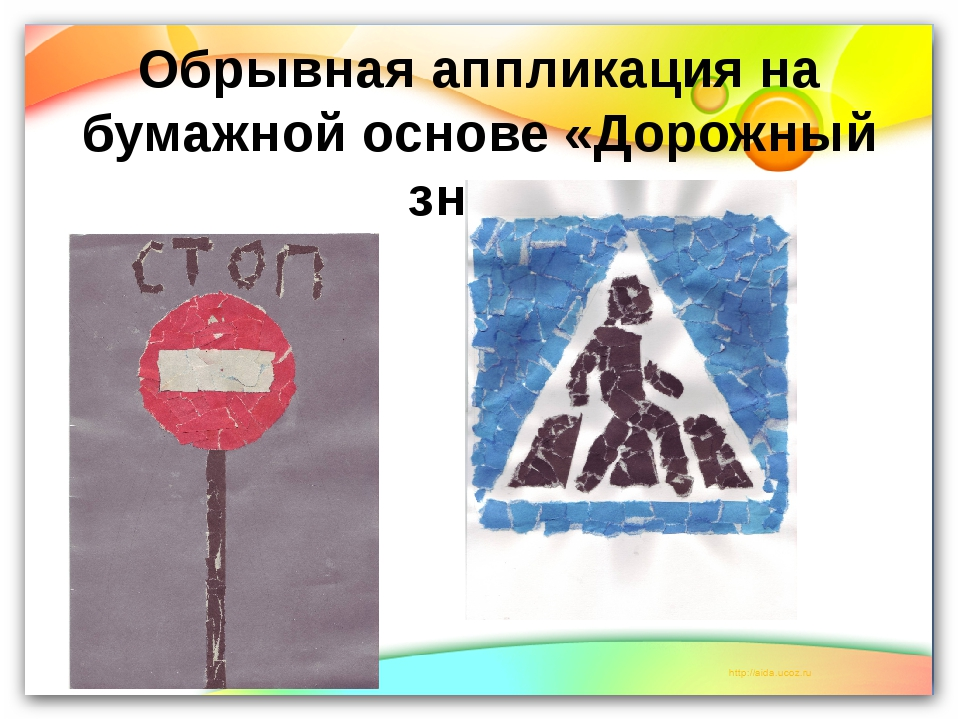 Обрывная аппликация на
бумажной основе «Дорожный
зн
СТОП
http://aida.ucoz.ru